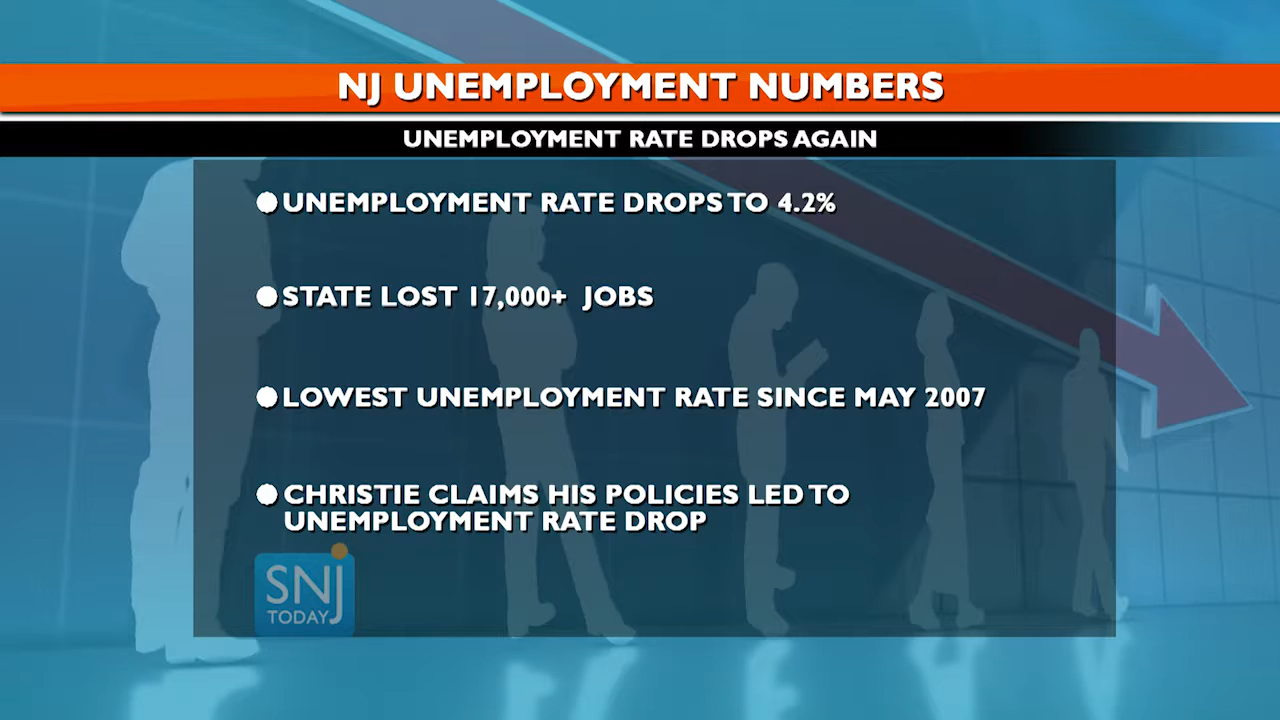 NJ UNEMPLOYMENT NUMBERS
UNEMPLOYMENT RATE DROPS AGAIN
● UNEMPLOYMENT RATE DROPS TO 4.2%
● STATE LOST 17,000+ JOBS
● LOWEST UNEMPLOYMENT RATE SINCE MAY 2007
● CHRISTIE CLAIMS HIS POLICIES LED TO
UNEMPLOYMENT RATE DROP
SNJ
TODAY